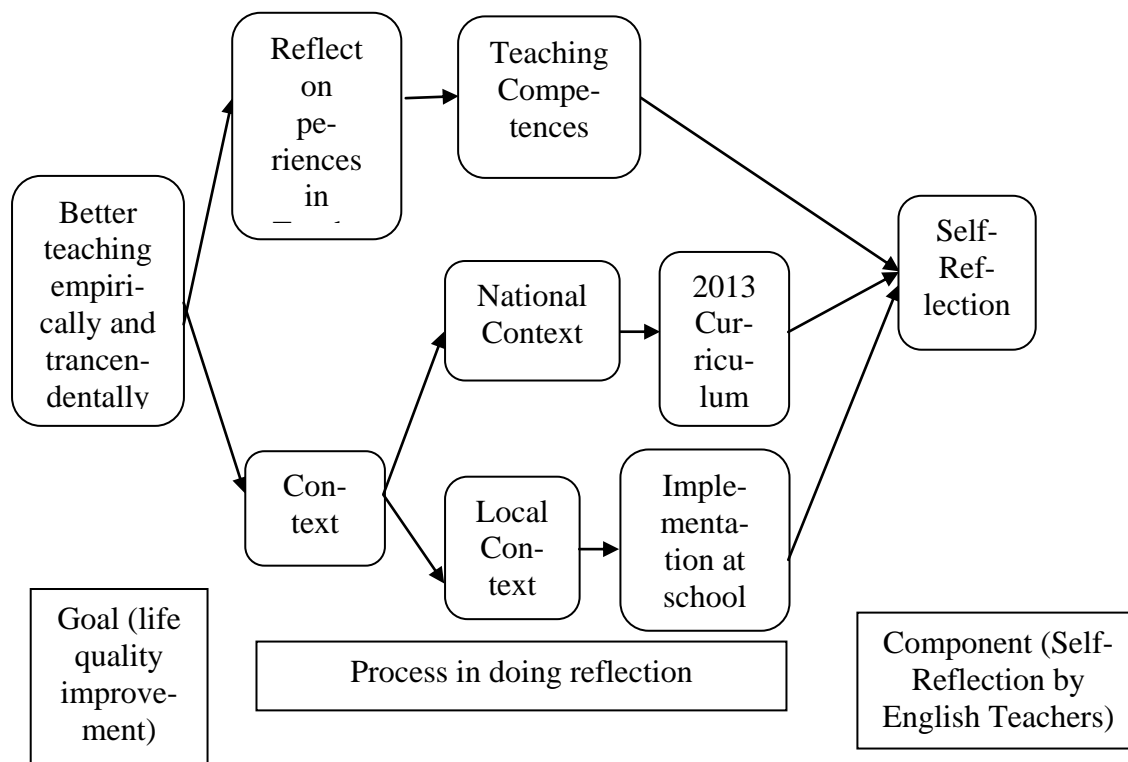 Reflect
on
pe-
riences
in
Teaching
Compe-
tences
Better
teaching
empiri-
cally and
trancen-
dentally
Self-
Ref-
lection
National
Context
2013
Cur-
ricu-
lum
Con-
text
Local
Con-
text
Imple-
menta-
tion at
school
Goal (life
quality
improve-
ment)
Process in doing reflection
Component (Self-
Reflection by
English Teachers)